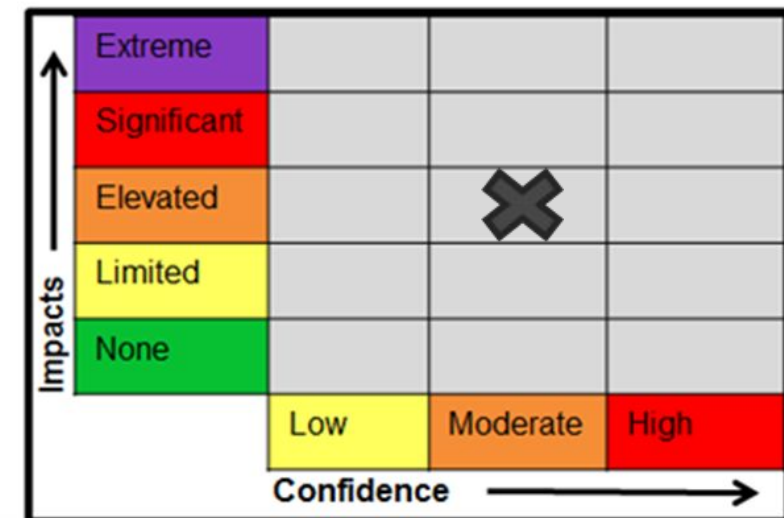 Extreme
Significant
Elevated
Limited
None
Impacts
Low Moderate High
Confidence